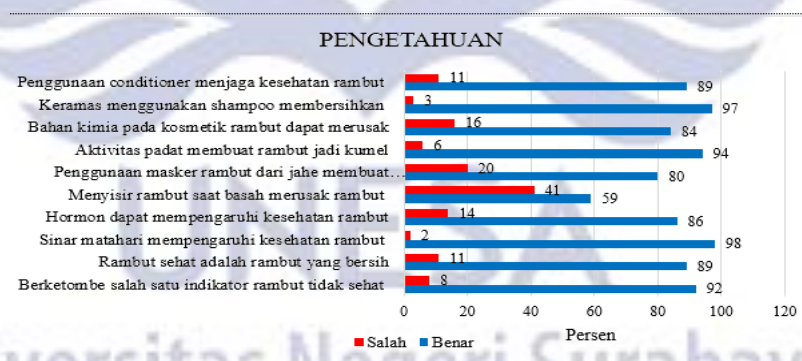 PENGETAHUAN
Penggunaan conditioner menjaga kesehatan rambut 11 89
Keramas menggunakan shampoo membersihkan 3 97
Bahan kimia pada kosmetik rambut dapat merusak 16 84
Aktivitas padat membuat rambut jadi kumel 6 94
Penggunaan masker rambut dari jahe membuat… 20 80
Menyisir rambut saat basah merusak rambut 41 59
Hormon dapat mempengaruhi kesehatan rambut 14 86
Sinar matahari mempengaruhi kesehatan rambut 2 98
Rambut sehat adalah rambut yang bersih 11 89
Berketombe salah satu indikator rambut tidak sehat 8 92
0 20 40 60 80 100 120
Salah Benar Persen
UNESA
Universitas Negeri Surabaya